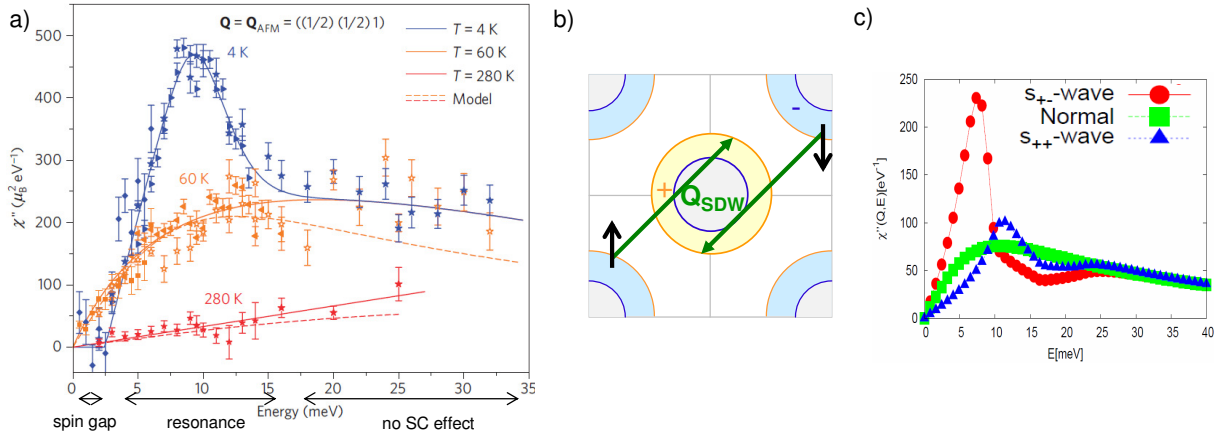 a)
Q = Q_AFM = ((1/2) (1/2) 1)
500
400
300
200
100
0
χ'' (μ_B^2 eV⁻¹)
4 K
60 K
280 K
T = 4 K
T = 60 K
T = 280 K
Model
0 5 10 15 20 25 30 35
Energy (meV)
spin gap resonance no SC effect
b)
-
+
Q_SDW
c)
250
200
150
100
50
0
χ''(Q,E)[eV⁻¹]
s+--wave
Normal
s++-wave
0 5 10 15 20 25 30 35 40
E[meV]